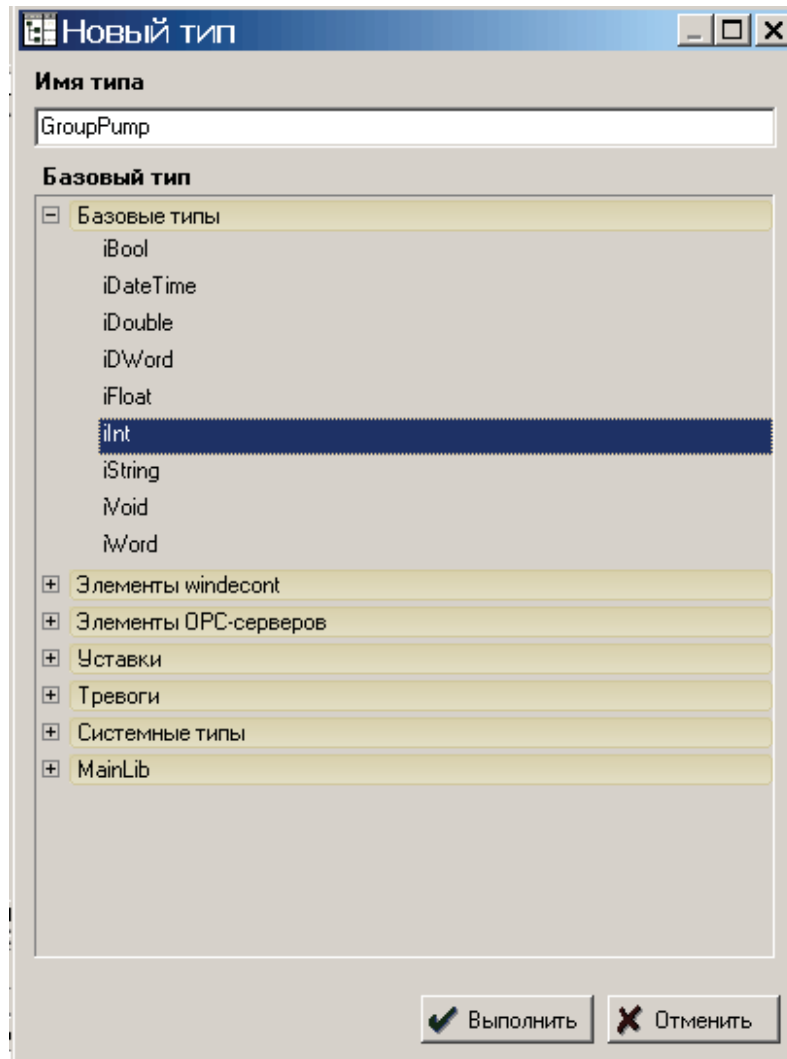 Новый тип
Имя типа
GroupPump
Базовый тип
Базовые типы
iBool
iDateTime
iDouble
iDWord
iFloat
iInt
iString
iVoid
iWord
Элементы windecont
Элементы OPC-серверов
Уставки
Тревоги
Системные типы
MainLib
Выполнить Отменить